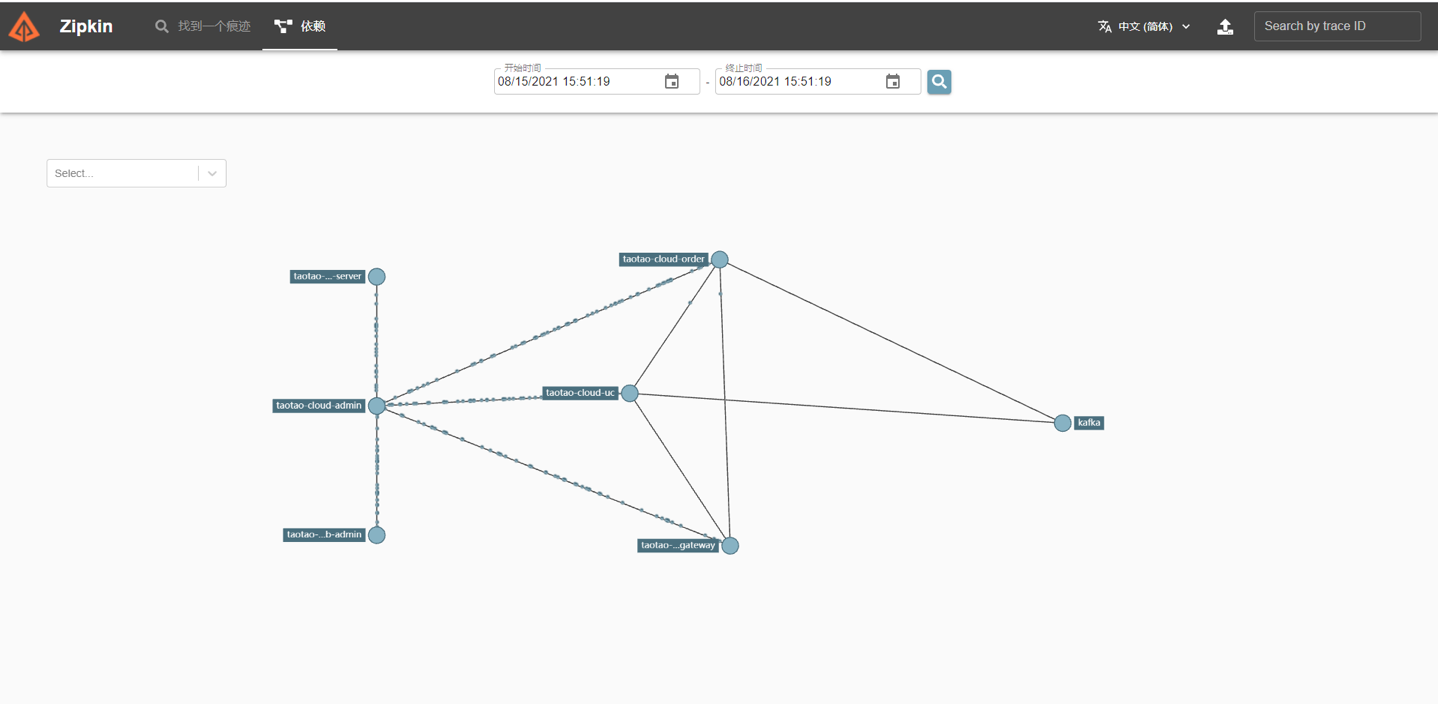 Zipkin
找到一个痕迹
依赖
中文 (简体)
Search by trace ID
开始时间
08/15/2021 15:51:19
-
终止时间
08/16/2021 15:51:19
Select...
taotao-cloud-order
taotao-...-server
taotao-cloud-uc
taotao-cloud-admin
kafka
taotao-...b-admin
taotao-...gateway